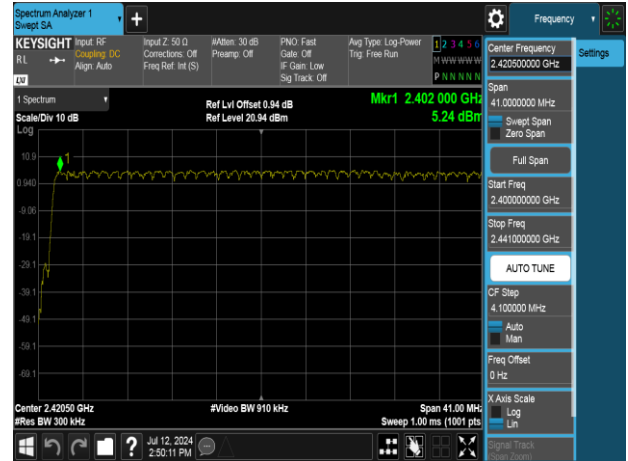 Spectrum Analyzer 1
Swept SA
Frequency
KEYSIGHT
RL
Input: RF
Coupling: DC
Align: Auto
Input Z: 50 Ω
Corrections: Off
Freq Ref: Int (S)
#Atten: 30 dB
Preamp: Off
PNO: Fast
Gate: Off
IF Gain: Low
Sig Track: Off
Avg Type: Log-Power
Trig: Free Run
1 2 3 4 5 6
M W W W W W
P N N N N N
1 Spectrum
Scale/Div 10 dB
Log
Ref Lvl Offset 0.94 dB
Ref Level 20.94 dBm
Mkr1 2.402 000 GHz
5.24 dBm
1
10.9
0.940
-9.06
-19.1
-29.1
-39.1
-49.1
-59.1
-69.1
Center 2.42050 GHz
#Res BW 300 kHz
#Video BW 910 kHz
Span 41.00 MHz
Sweep 1.00 ms (1001 pts)
Jul 12, 2024
2:50:11 PM
Center Frequency
2.420500000 GHz
Settings
Span
41.0000000 MHz
Swept Span
Zero Span
Full Span
Start Freq
2.400000000 GHz
Stop Freq
2.441000000 GHz
AUTO TUNE
CF Step
4.100000 MHz
Auto
Man
Freq Offset
0 Hz
X Axis Scale
Log
Lin
Signal Track
(Span Zoom)